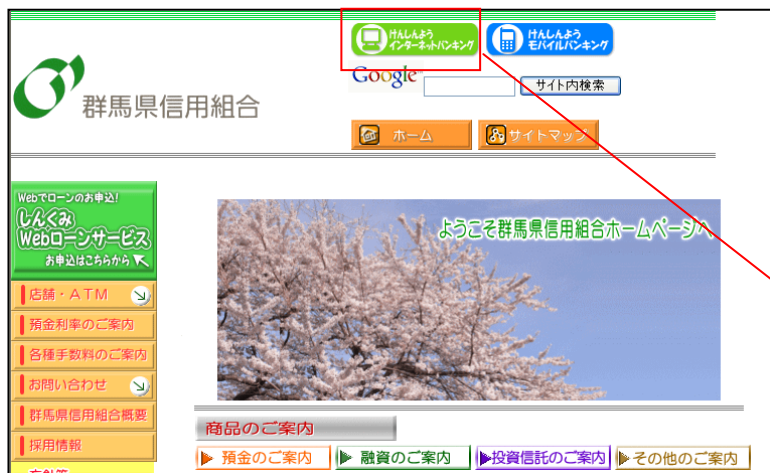 けんしんよう
インターネットバンキング
けんしんよう
モバイルバンキング
Google
サイト内検索
群馬県信用組合
ホーム
サイトマップ
Webでローンのお申込!
しんくみ
Webローンサービス
お申込はこちらから
ようこそ群馬県信用組合ホームページへ
店舗・ATM
預金利率のご案内
各種手数料のご案内
お問い合わせ
群馬県信用組合概要
採用情報
商品のご案内
預金のご案内
融資のご案内
投資信託のご案内
その他のご案内